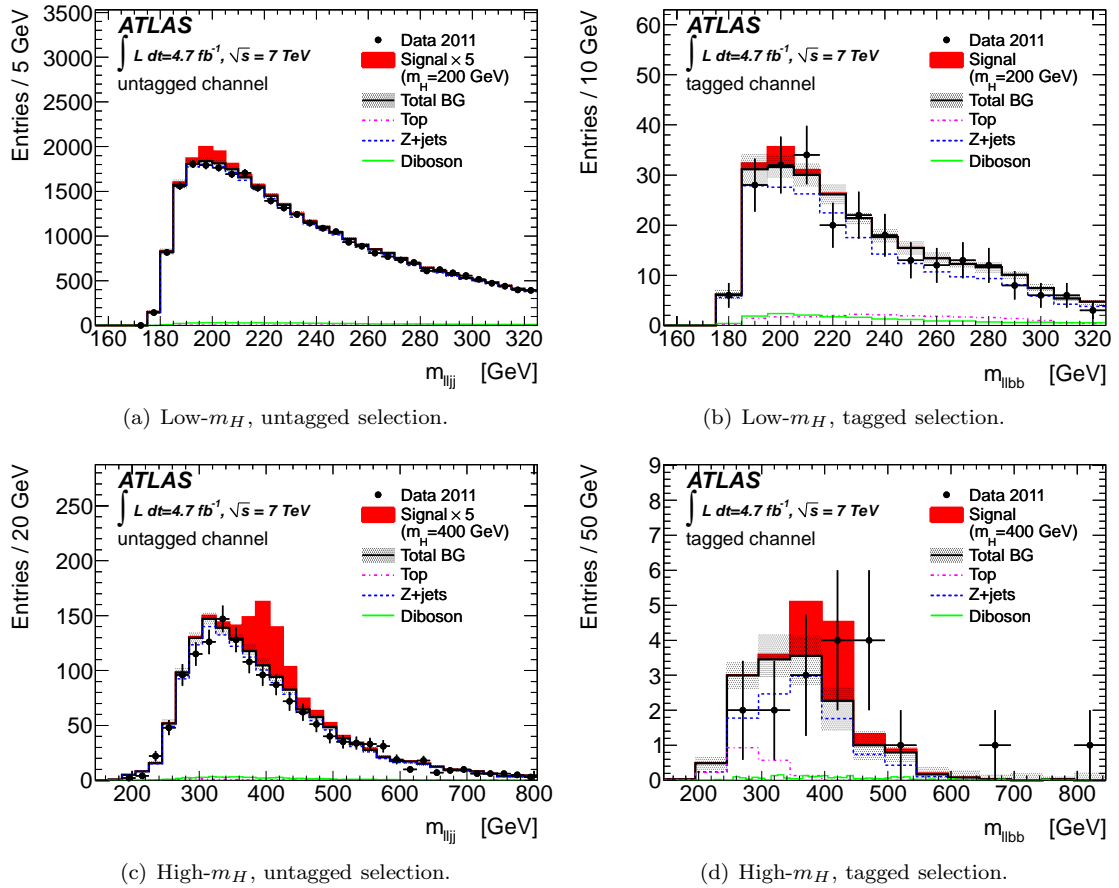 Entries / 5 GeV
3500
3000
2500
2000
1500
1000
500
0
ATLAS
∫ L dt=4.7 fb⁻¹, √s = 7 TeV
untagged channel
Data 2011
Signal × 5
(m_H=200 GeV)
Total BG
Top
Z+jets
Diboson
160 180 200 220 240 260 280 300 320
m_lljj [GeV]
(a) Low-m_H, untagged selection.
Entries / 10 GeV
60
50
40
30
20
10
0
ATLAS
∫ L dt=4.7 fb⁻¹, √s = 7 TeV
tagged channel
Data 2011
Signal × 5
(m_H=200 GeV)
Total BG
Top
Z+jets
Diboson
160 180 200 220 240 260 280 300 320
m_llbb [GeV]
(b) Low-m_H, tagged selection.
Entries / 20 GeV
250
200
150
100
50
0
ATLAS
∫ L dt=4.7 fb⁻¹, √s = 7 TeV
untagged channel
Data 2011
Signal × 5
(m_H=400 GeV)
Total BG
Top
Z+jets
Diboson
200 300 400 500 600 700 800
m_lljj [GeV]
(c) High-m_H, untagged selection.
Entries / 50 GeV
9
8
7
6
5
4
3
2
1
0
ATLAS
∫ L dt=4.7 fb⁻¹, √s = 7 TeV
tagged channel
Data 2011
Signal
(m_H=400 GeV)
Total BG
Top
Z+jets
Diboson
200 300 400 500 600 700 800
m_llbb [GeV]
(d) High-m_H, tagged selection.